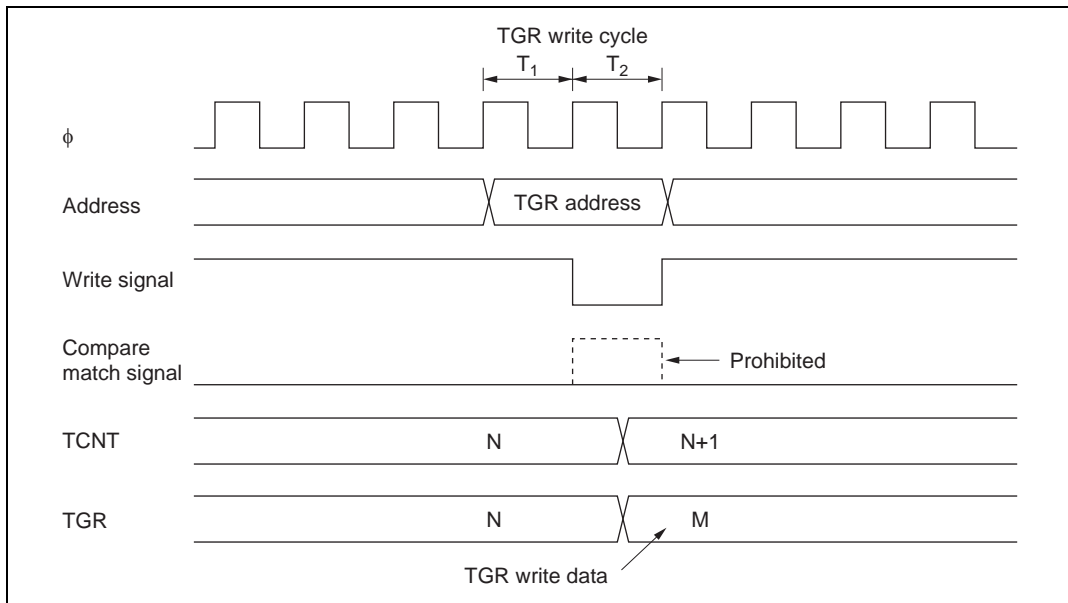 TGR write cycle
T1 T2
ϕ
Address
TGR address
Write signal
Compare
match signal
Prohibited
TCNT
N
N+1
TGR
N
M
TGR write data